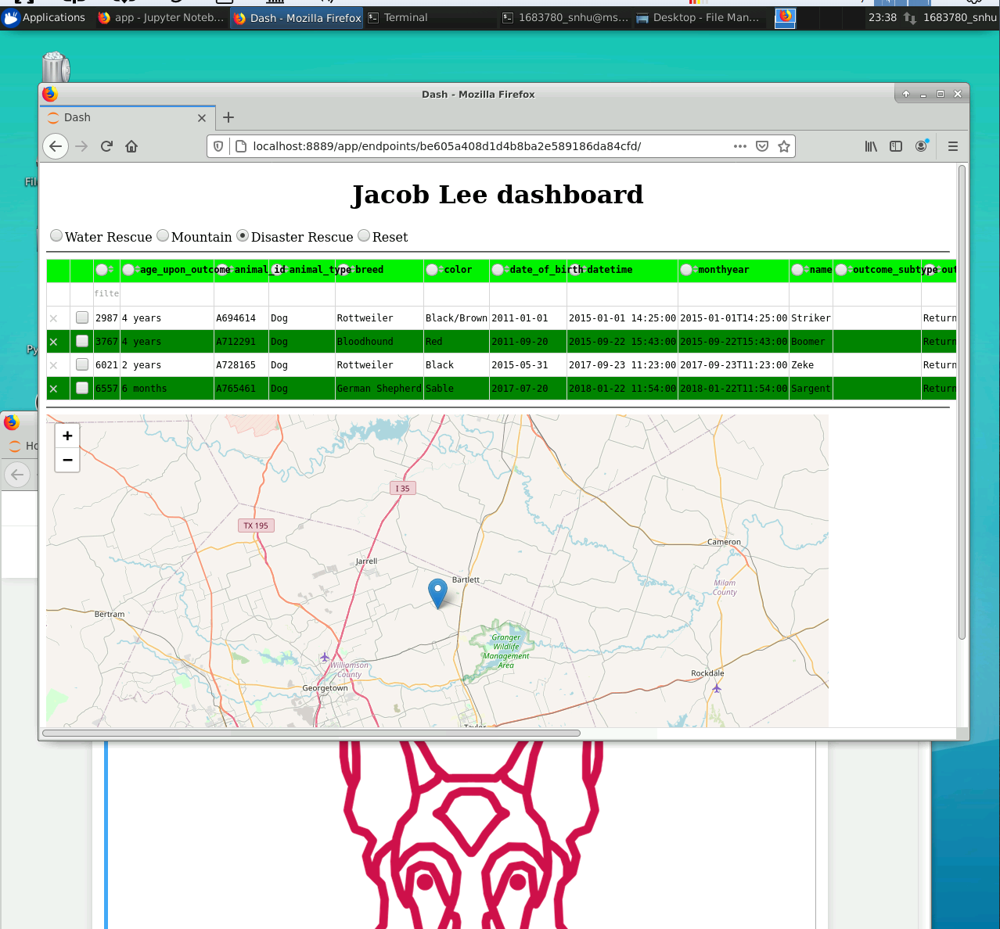 Applications app - Jupyter Noteb... Dash - Mozilla Firefox Terminal 1683780_snhu@ms... Desktop - File Man... 23:38 1683780_snhu
Dash - Mozilla Firefox
Dash
localhost:8889/app/endpoints/be605a408d1d4b8ba2e589186da84cfd/
Jacob Lee dashboard
Water Rescue Mountain Disaster Rescue Reset
age_upon_outcome animal_id animal_type breed color date_of_birth datetime monthyear name outcome_subtype out
filte
2987 4 years A694614 Dog Rottweiler Black/Brown 2011-01-01 2015-01-01 14:25:00 2015-01-01T14:25:00 Striker Return
3767 4 years A712291 Dog Bloodhound Red 2011-09-20 2015-09-22 15:43:00 2015-09-22T15:43:00 Boomer Return
6021 2 years A728165 Dog Rottweiler Black 2015-05-31 2017-09-23 11:23:00 2017-09-23T11:23:00 Zeke Return
6557 6 months A765461 Dog German Shepherd Sable 2017-07-20 2018-01-22 11:54:00 2018-01-22T11:54:00 Sargent Return
+
−
I 35
TX 195
Cameron
Jarrell
Bartlett
Milam
County
Bertram
Granger
Wildlife
Management
Area
Williamson
County
Rockdale
Georgetown
Fil
Py
Ho